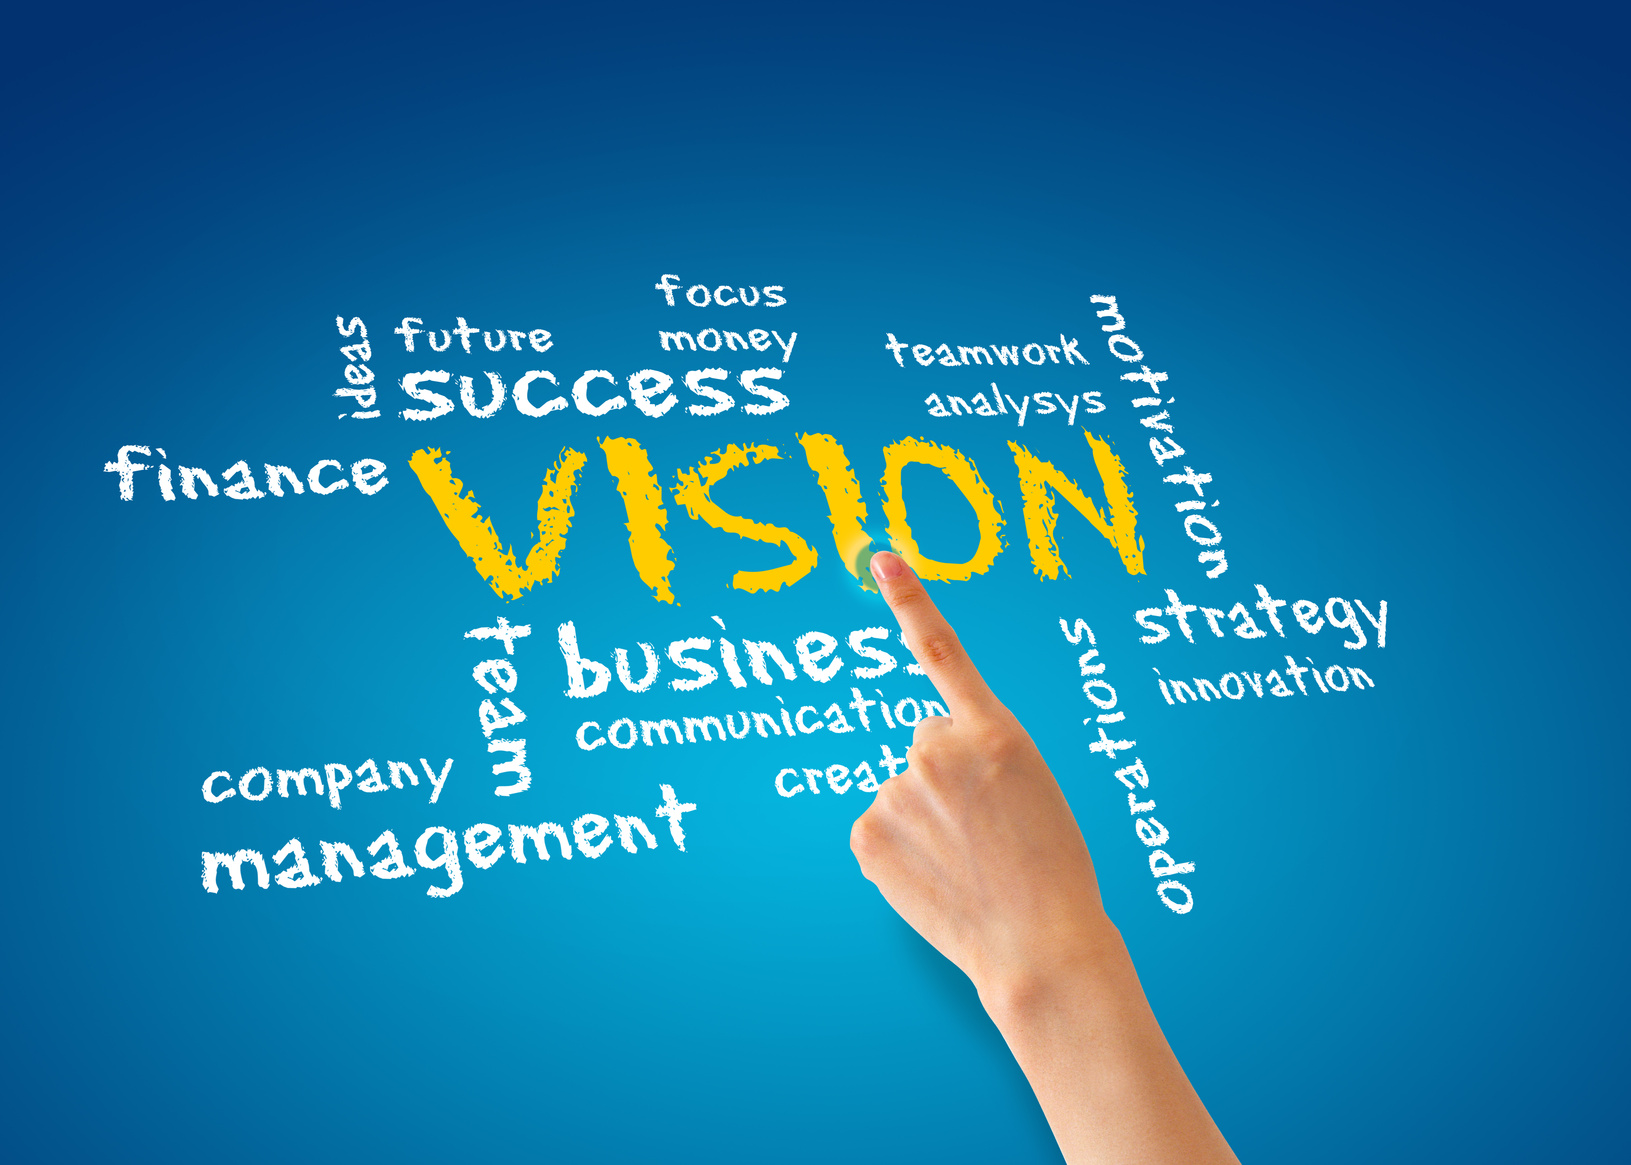 focus
ideas
future
money
success
teamwork
analysys
motivation
finance
VISION
team
business
communication
strategy
innovation
operations
company
management